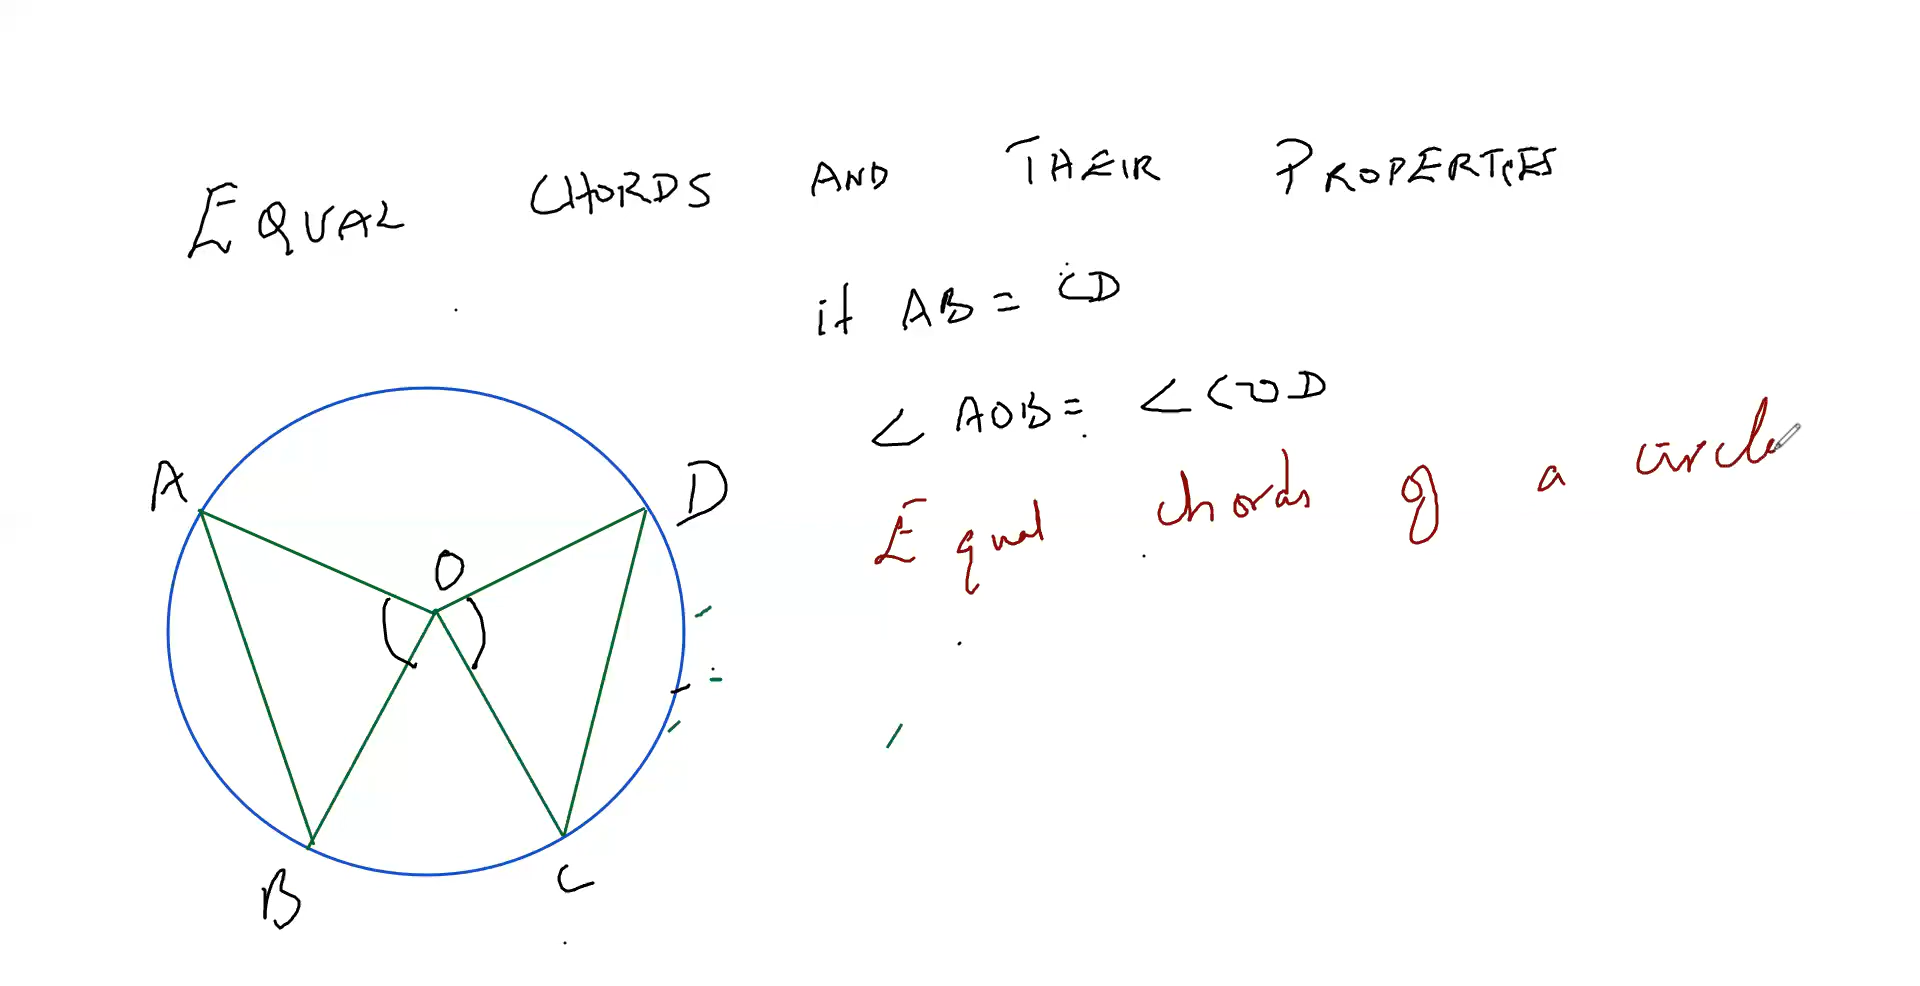 EQUAL CHORDS AND THEIR PROPERTIES
if AB = CD
∠ AOB = ∠ COD
Equal chords of a circle
A
D
O
B
C